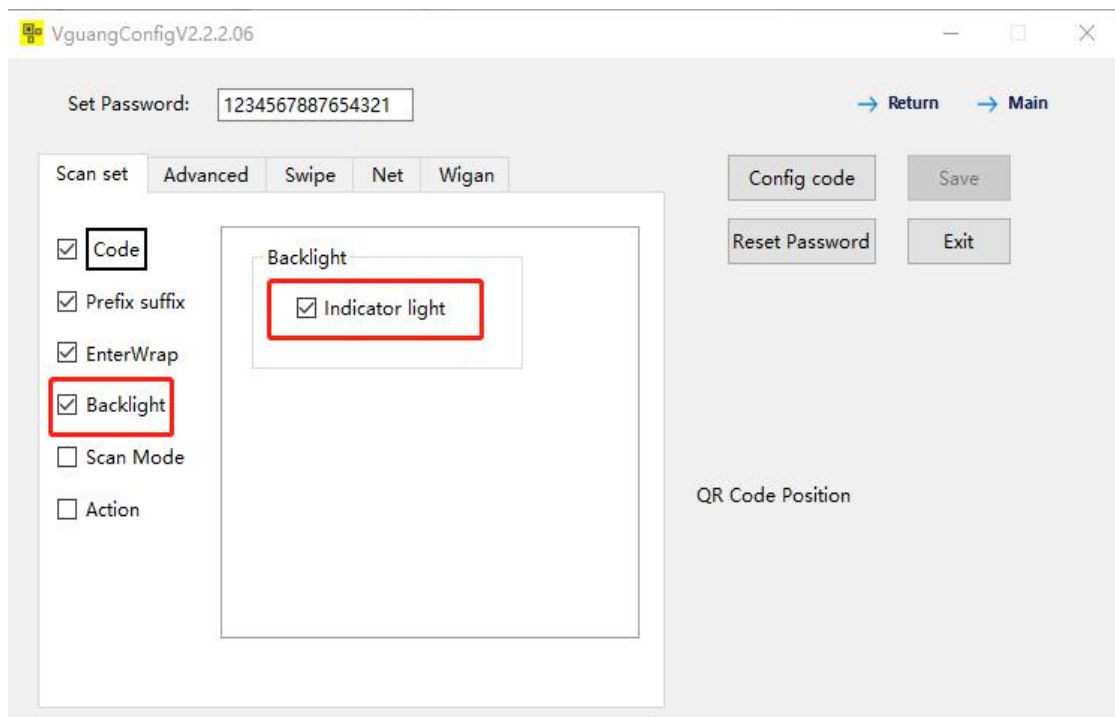 VguangConfigV2.2.2.06
Set Password: 1234567887654321
Return
Main
Scan set
Advanced
Swipe
Net
Wigan
Config code
Save
Reset Password
Exit
Code
Prefix suffix
EnterWrap
Backlight
Scan Mode
Action
Backlight
Indicator light
QR Code Position